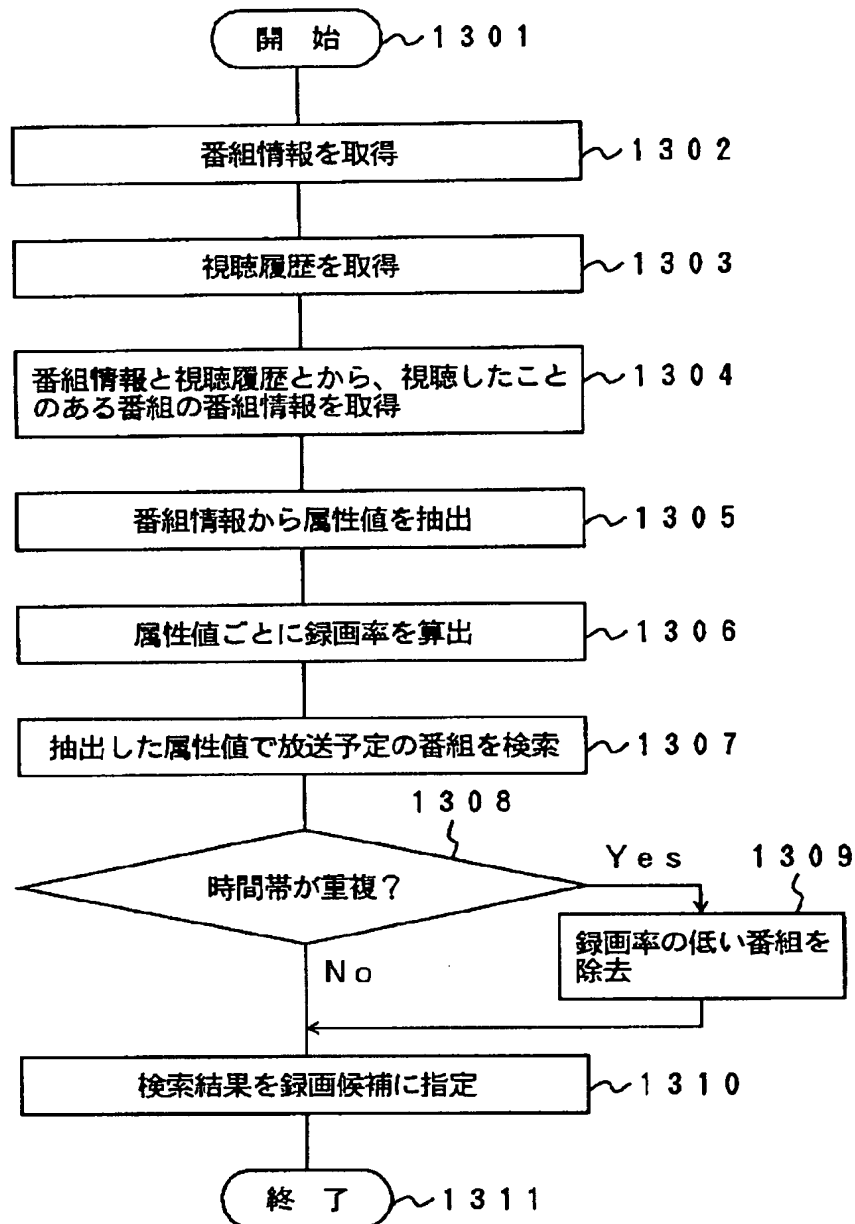 開 始 1301
番組情報を取得 1302
視聴履歴を取得 1303
番組情報と視聴履歴とから、視聴したこと 1304
のある番組の番組情報を取得
番組情報から属性値を抽出 1305
属性値ごとに録画率を算出 1306
抽出した属性値で放送予定の番組を検索 1307
1308
時間帯が重複？ Yes 1309
録画率の低い番組を
除去
No
検索結果を録画候補に指定 1310
終 了 1311